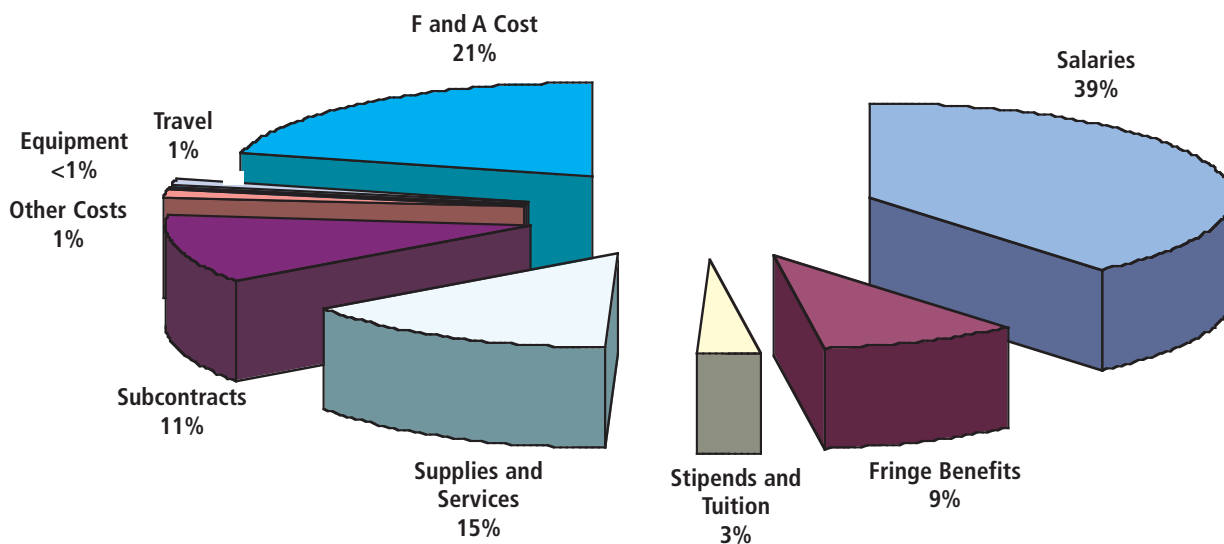 F and A Cost
21%
Salaries
39%
Travel
1%
Equipment
<1%
Other Costs
1%
Subcontracts
11%
Supplies and
Services
15%
Stipends and
Tuition
3%
Fringe Benefits
9%